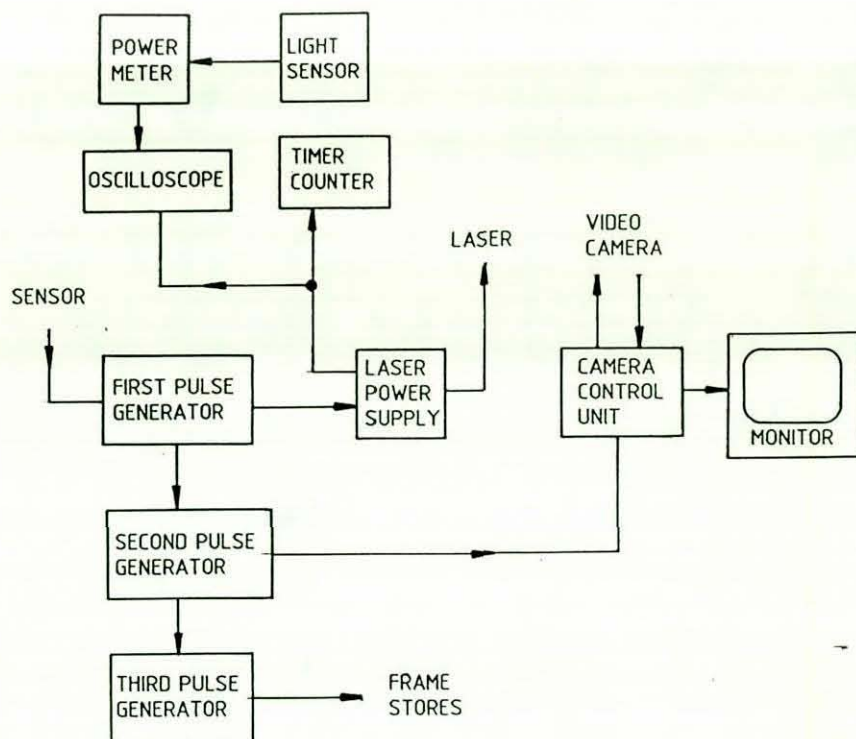 POWER
METER
LIGHT
SENSOR
OSCILLOSCOPE
TIMER
COUNTER
LASER
VIDEO
CAMERA
SENSOR
FIRST PULSE
GENERATOR
LASER
POWER
SUPPLY
CAMERA
CONTROL
UNIT
MONITOR
SECOND PULSE
GENERATOR
THIRD PULSE
GENERATOR
FRAME
STORES